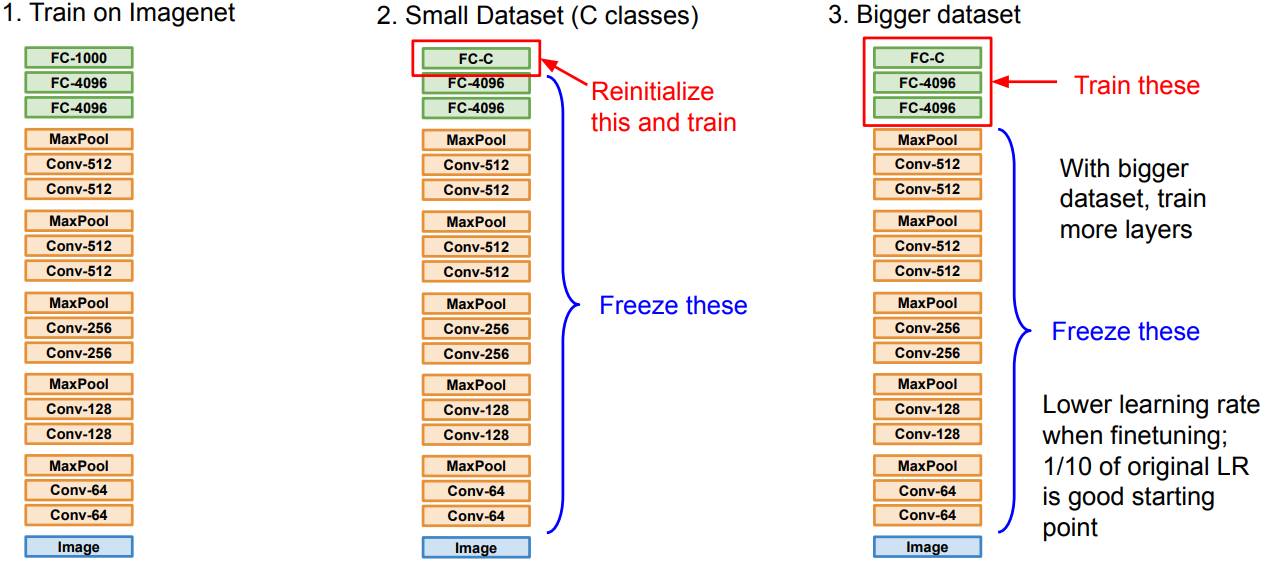 1. Train on Imagenet
FC-1000
FC-4096
FC-4096
MaxPool
Conv-512
Conv-512
MaxPool
Conv-512
Conv-512
MaxPool
Conv-256
Conv-256
MaxPool
Conv-128
Conv-128
MaxPool
Conv-64
Conv-64
Image
2. Small Dataset (C classes)
FC-C
FC-4096
FC-4096
MaxPool
Conv-512
Conv-512
MaxPool
Conv-512
Conv-512
MaxPool
Conv-256
Conv-256
MaxPool
Conv-128
Conv-128
MaxPool
Conv-64
Conv-64
Image
Reinitialize
this and train
Freeze these
3. Bigger dataset
FC-C
FC-4096
FC-4096
MaxPool
Conv-512
Conv-512
MaxPool
Conv-512
Conv-512
MaxPool
Conv-256
Conv-256
MaxPool
Conv-128
Conv-128
MaxPool
Conv-64
Conv-64
Image
Train these
With bigger
dataset, train
more layers
Freeze these
Lower learning rate
when finetuning;
1/10 of original LR
is good starting
point